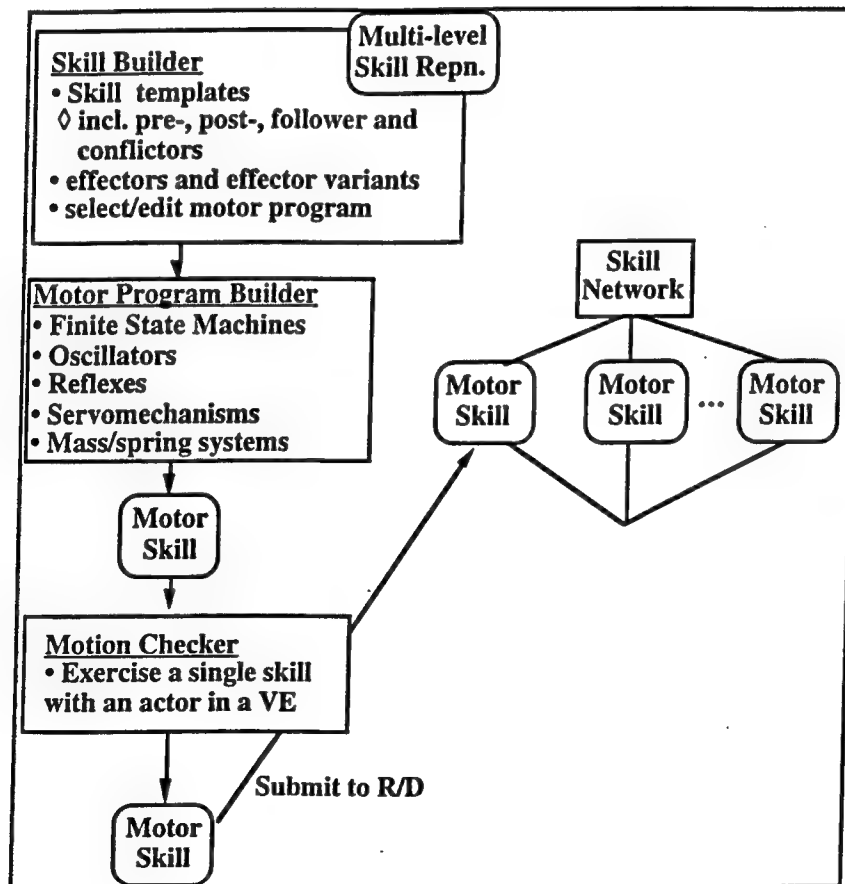 Multi-level
Skill Repn.
Skill Builder
• Skill templates
◊ incl. pre-, post-, follower and
conflictors
• effectors and effector variants
• select/edit motor program
Motor Program Builder
• Finite State Machines
• Oscillators
• Reflexes
• Servomechanisms
• Mass/spring systems
Motor
Skill
Motion Checker
• Exercise a single skill
with an actor in a VE
Motor
Skill
Submit to R/D
Skill
Network
Motor
Skill
Motor
Skill
...
Motor
Skill